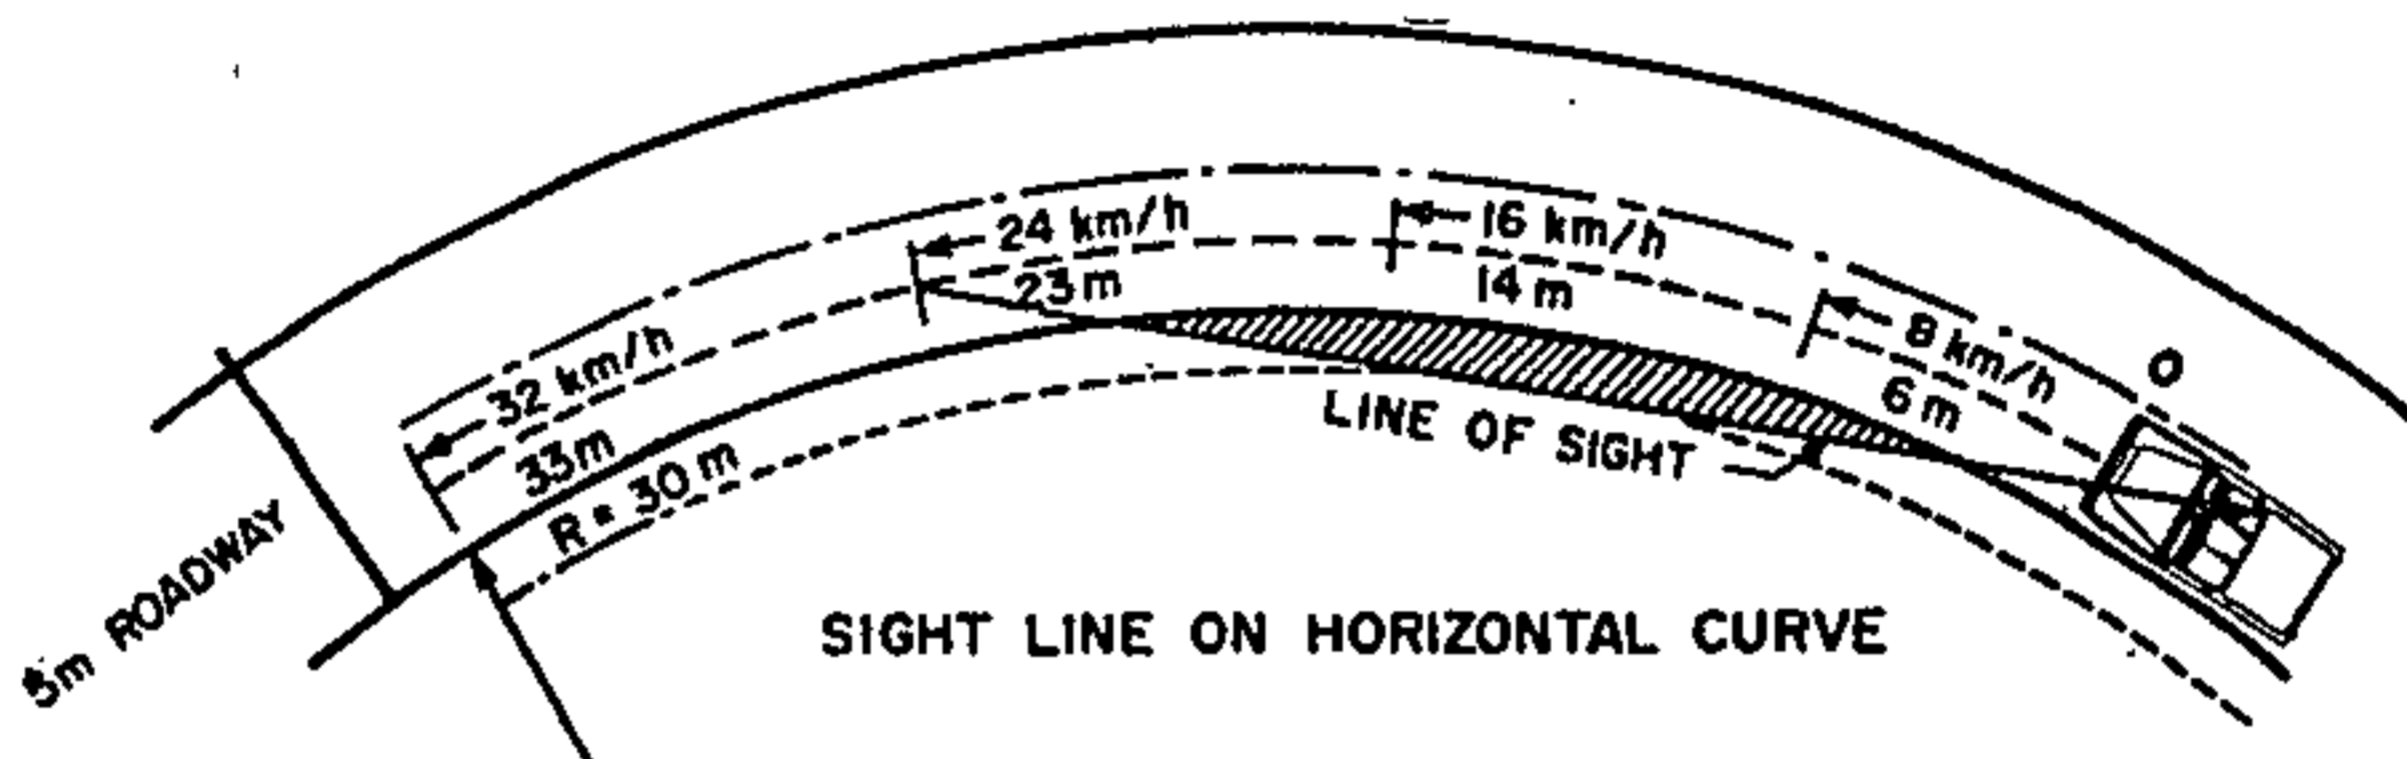 24 km/h
23m
16 km/h
14 m
8 km/h
6 m
O
32 km/h
33m
R = 30 m
LINE OF SIGHT
5m ROADWAY
SIGHT LINE ON HORIZONTAL CURVE